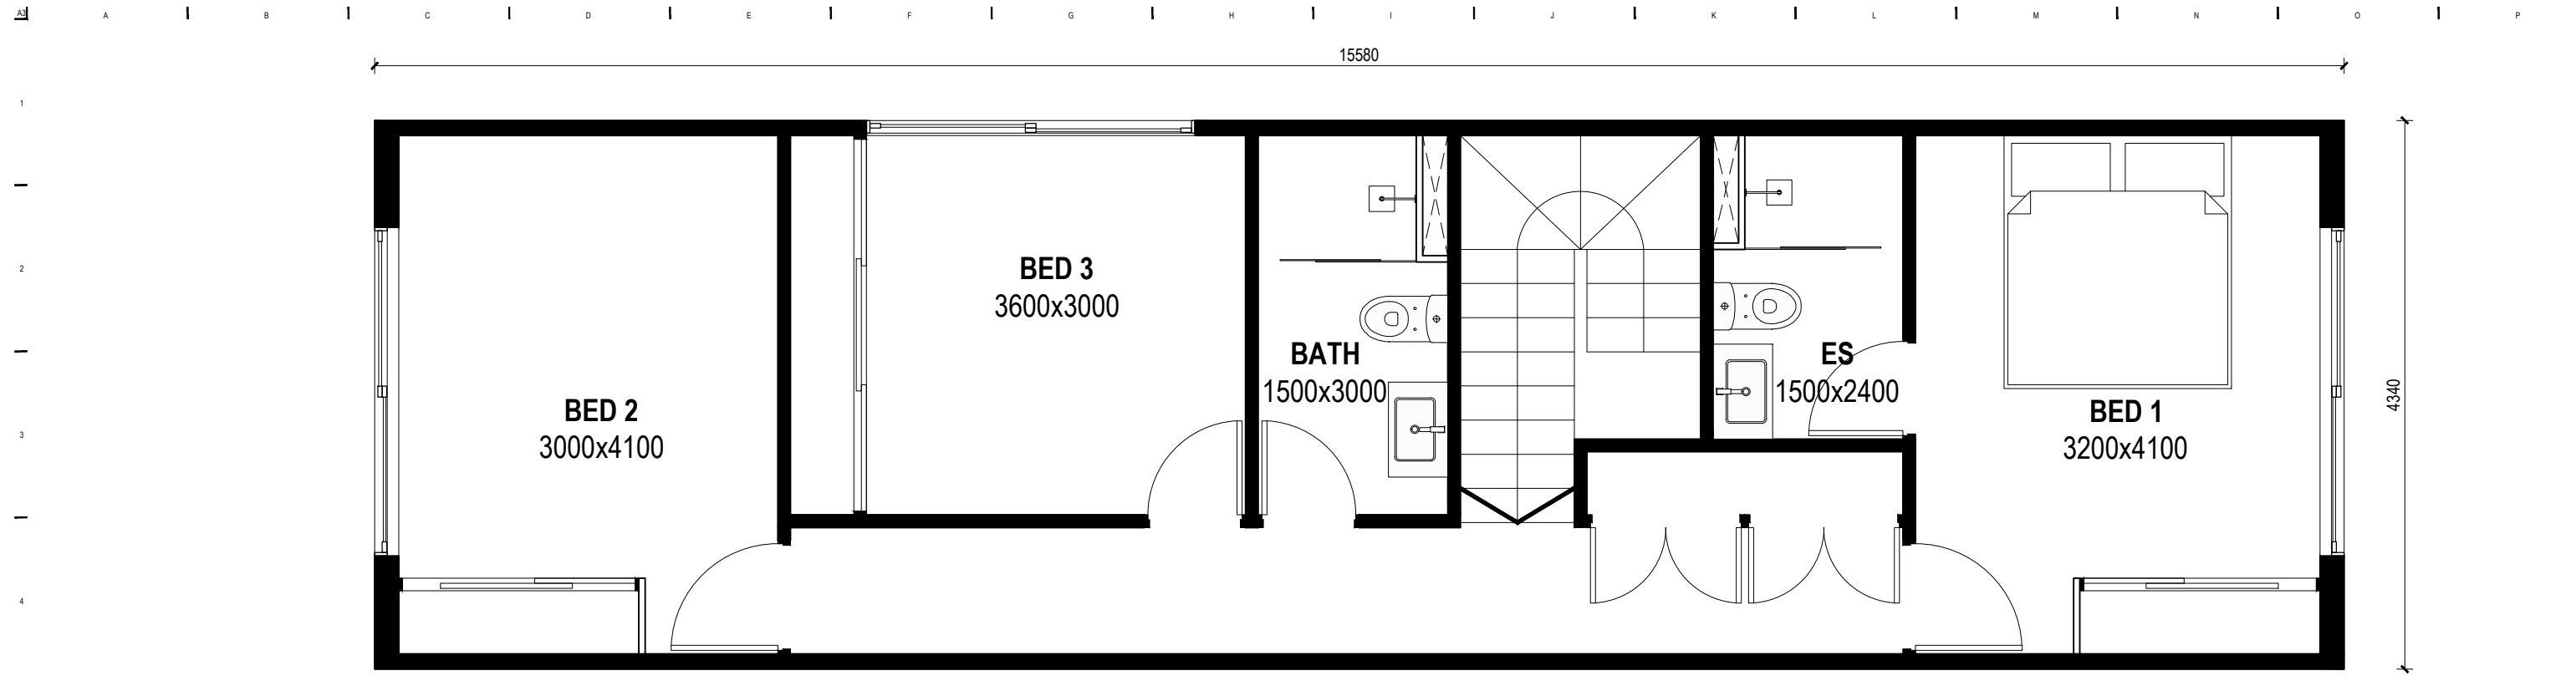 A3 A B C D E F G H I J K L M N O P
15580
1
2
3
4
BED 3
3600x3000
BATH
1500x3000
ES
1500x2400
BED 2
3000x4100
BED 1
3200x4100
4340